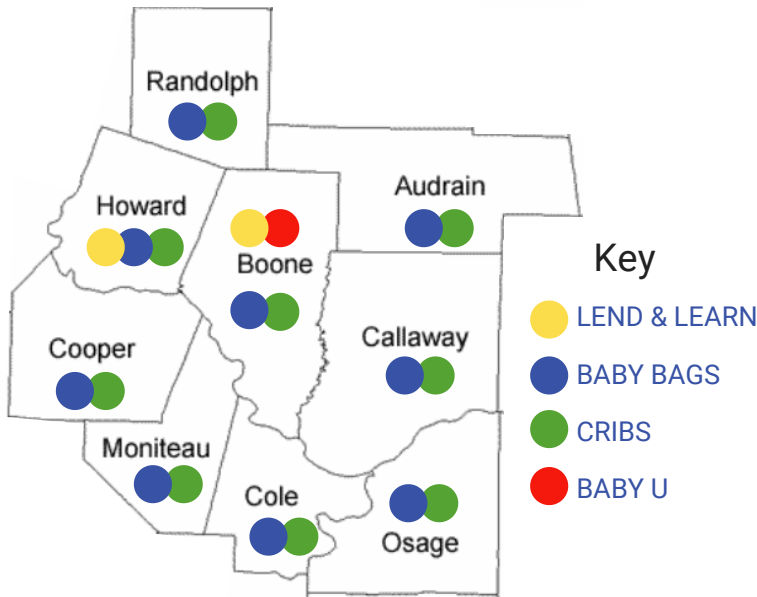 Randolph
Audrain
Howard
Boone
Key
LEND & LEARN
Cooper
Callaway
BABY BAGS
CRIBS
Moniteau
BABY U
Cole
Osage